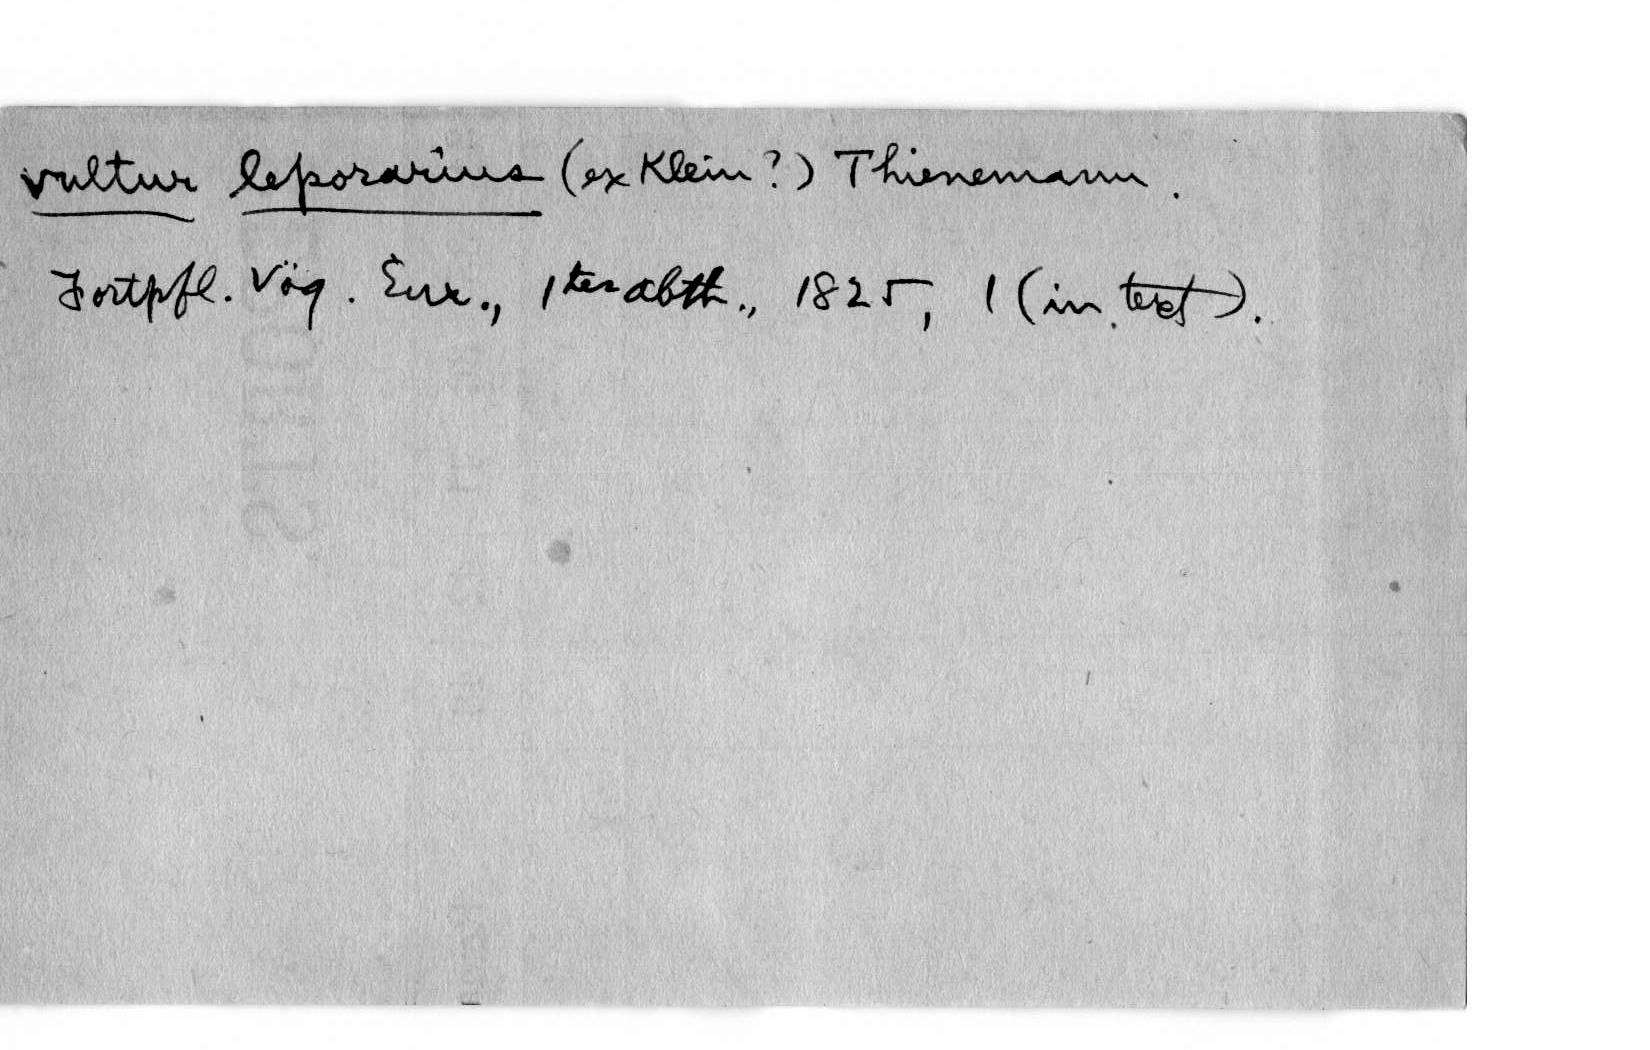 vultur leporarius (ex Klein?) Thienemann.
Fortpfl. Vög. Eur., 1ter abth., 1825, 1 (in text).